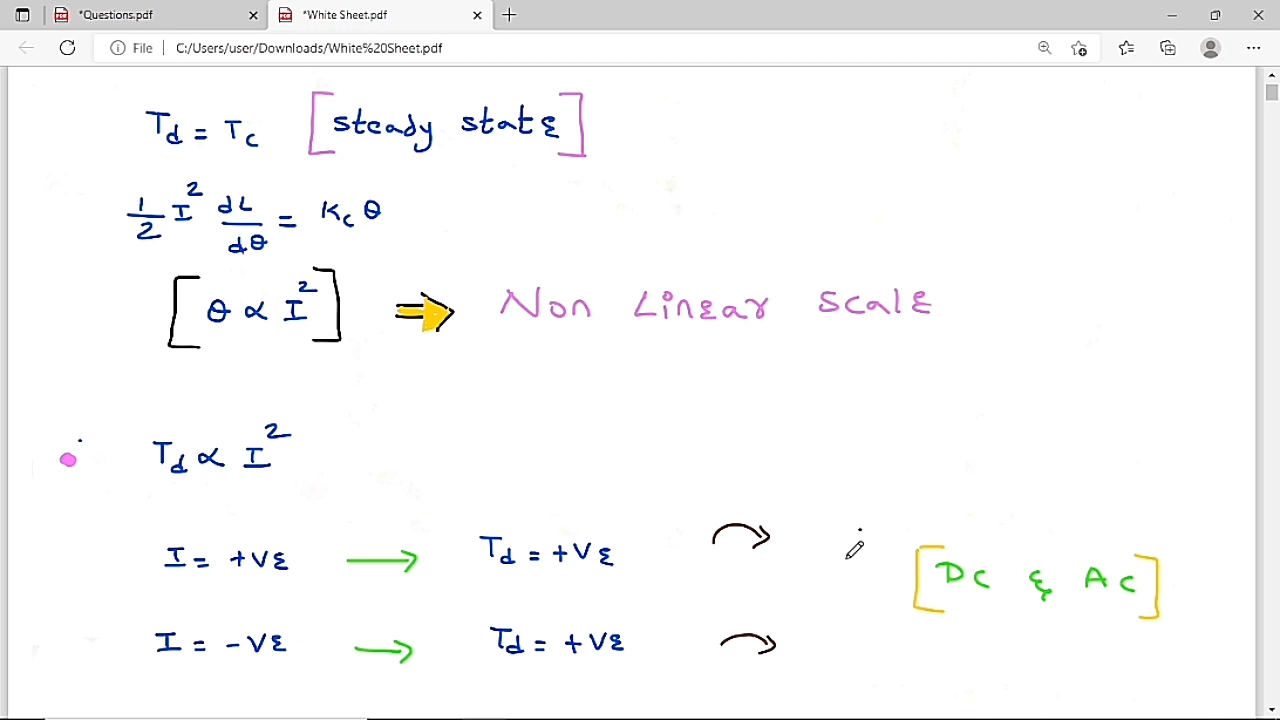 *Questions.pdf
*White Sheet.pdf
File C:/Users/user/Downloads/White%20Sheet.pdf
Td = Tc [steady state]
1/2 I² dL/dθ = Kc θ
[θ ∝ I²] ⇒ Non Linear Scale
Td ∝ I²
I = +ve → Td = +ve
[DC & AC]
I = -ve → Td = +ve